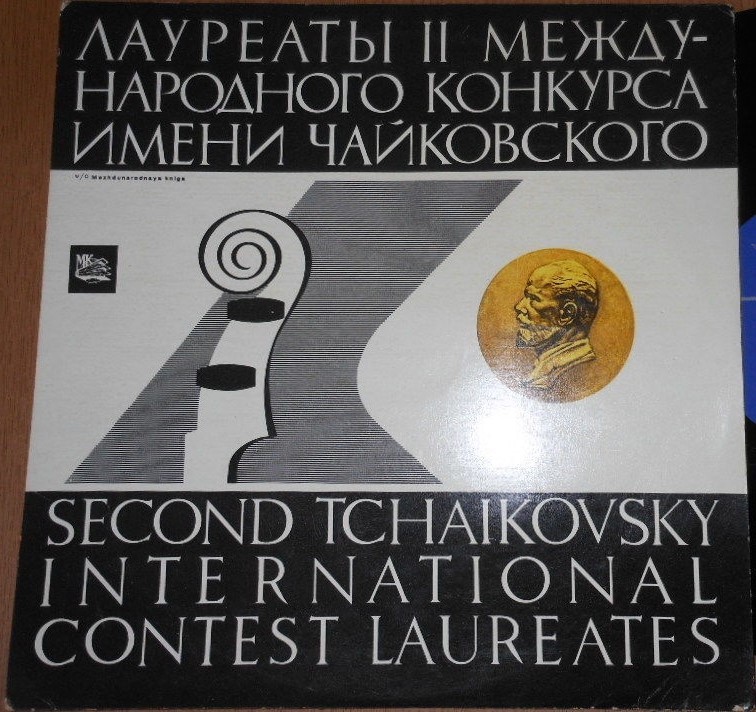 ЛАУРЕАТЫ II МЕЖДУ-
НАРОДНОГО КОНКУРСА
ИМЕНИ ЧАЙКОВСКОГО
V/O Mezhdunarodnaya kniga
МК
SECOND TCHAIKOVSKY
INTERNATIONAL
CONTEST LAUREATES